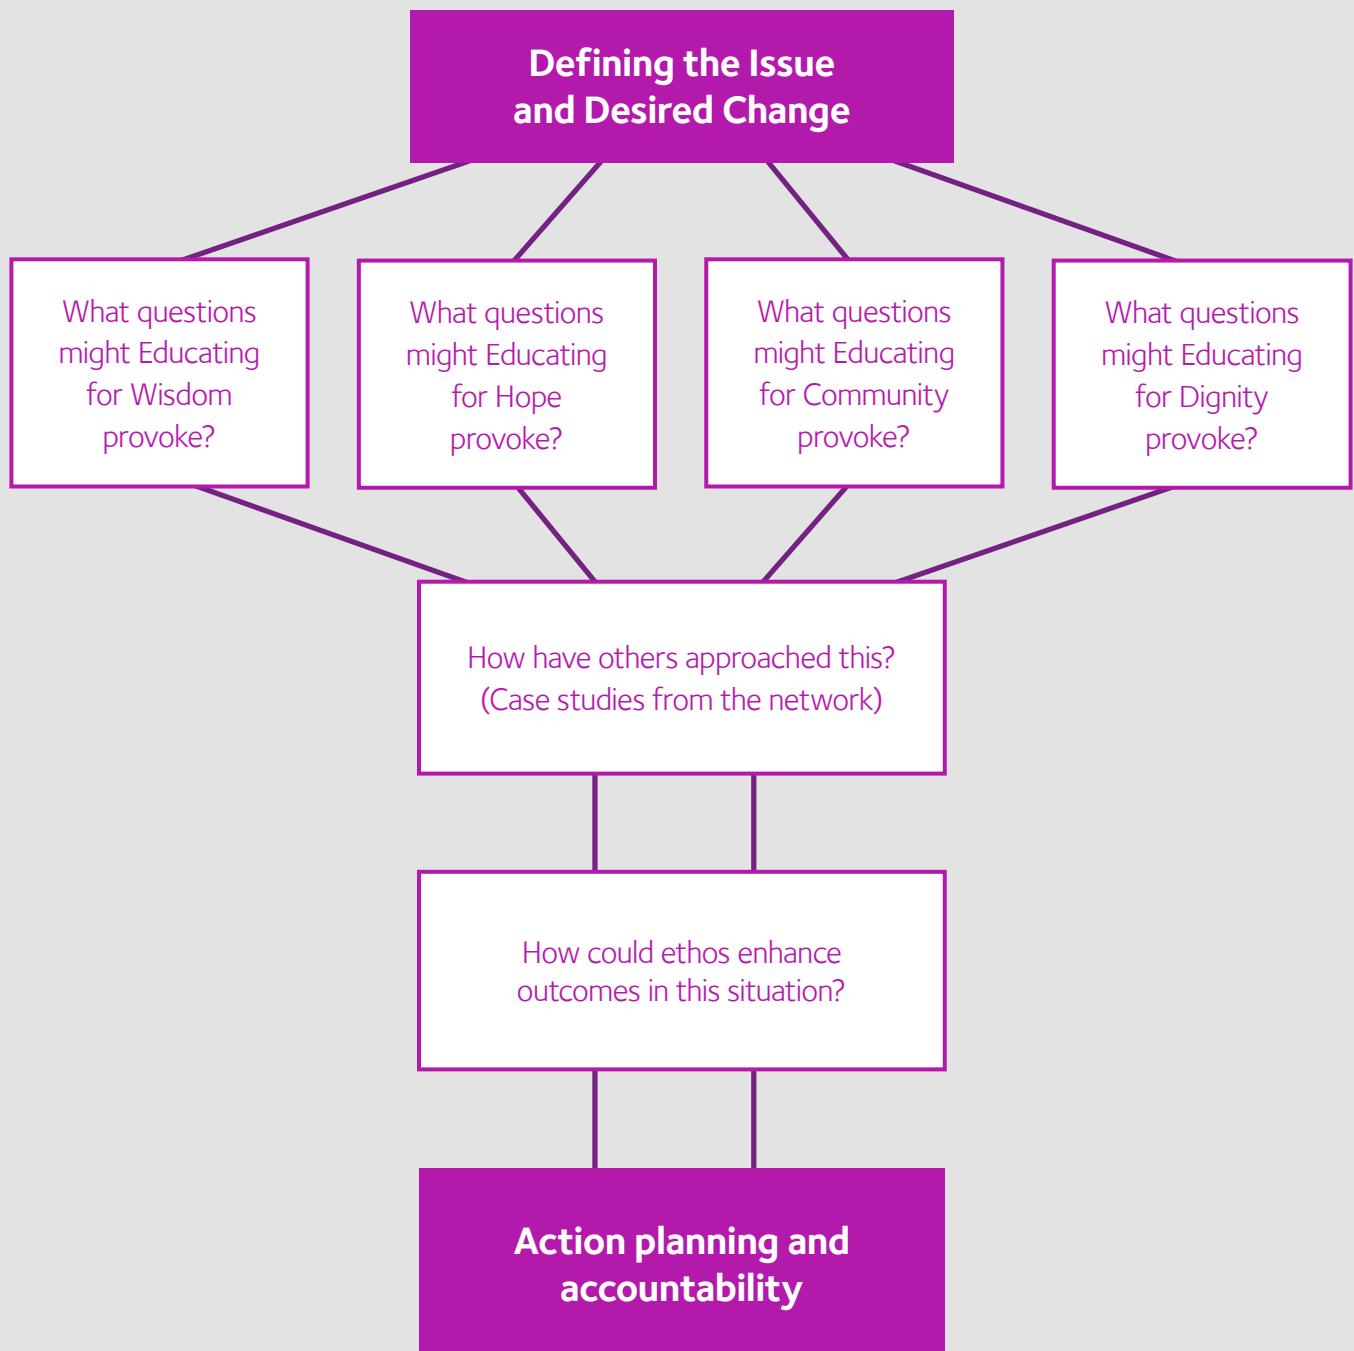 Defining the Issue
and Desired Change
What questions
might Educating
for Wisdom
provoke?
What questions
might Educating
for Hope
provoke?
What questions
might Educating
for Community
provoke?
What questions
might Educating
for Dignity
provoke?
How have others approached this?
(Case studies from the network)
How could ethos enhance
outcomes in this situation?
Action planning and
accountability